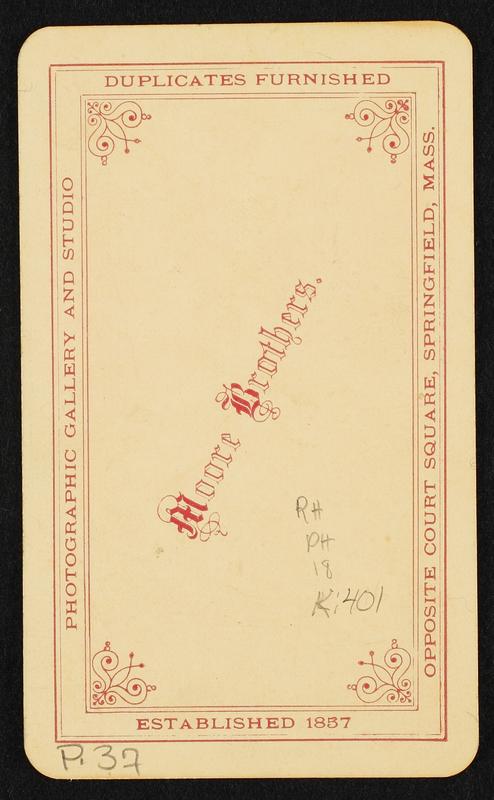 DUPLICATES FURNISHED
PHOTOGRAPHIC GALLERY AND STUDIO
OPPOSITE COURT SQUARE, SPRINGFIELD, MASS.
Moore Brothers.
RH
PH
18
K:401
ESTABLISHED 1857
P.37